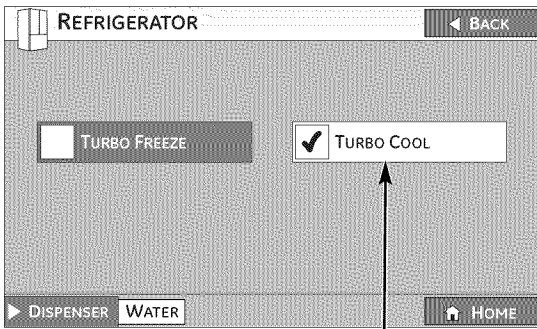 REFRIGERATOR
BACK
TURBO FREEZE
TURBO COOL
DISPENSER WATER
HOME